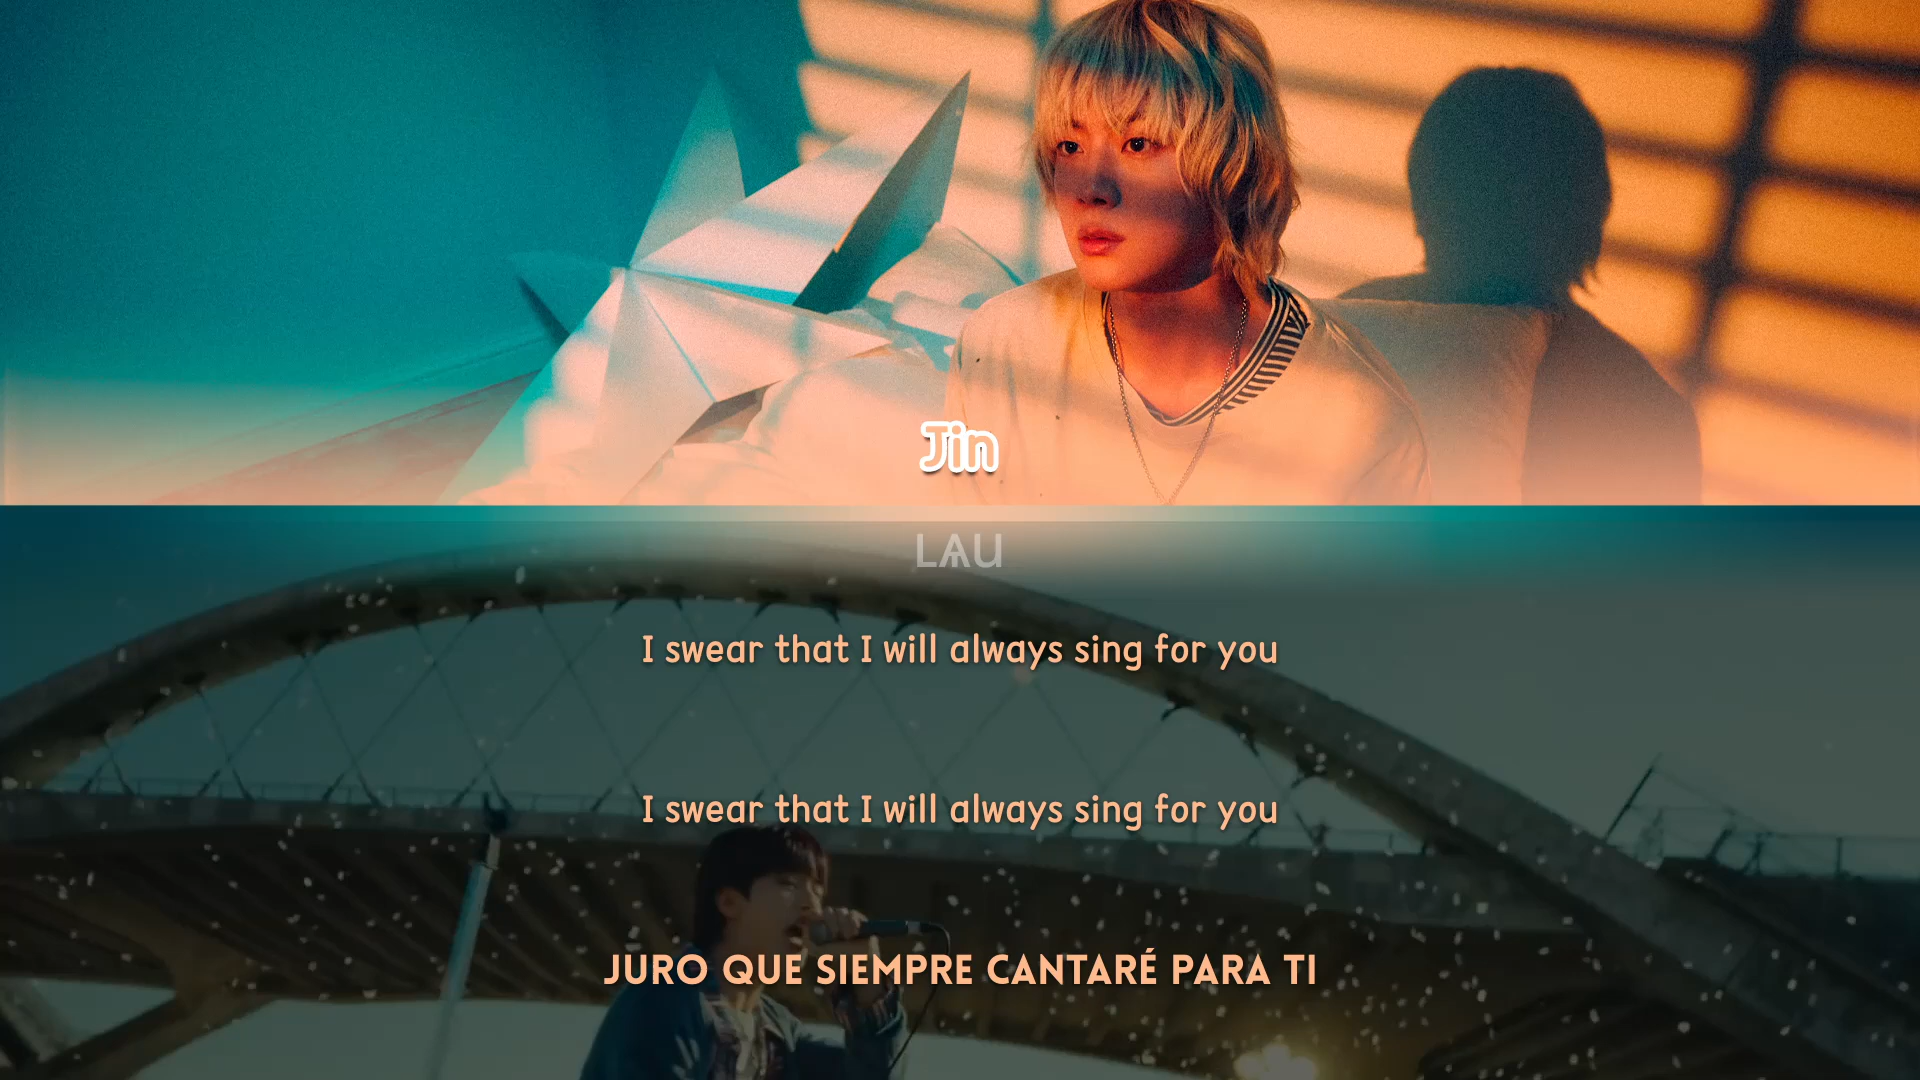 Jin
LAU
I swear that I will always sing for you
I swear that I will always sing for you
JURO QUE SIEMPRE CANTARÉ PARA TI